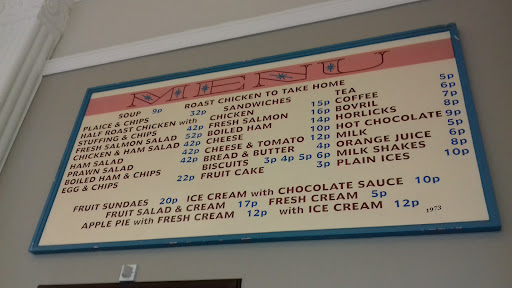 MENU
ROAST CHICKEN TO TAKE HOME
SOUP 9p
PLAICE & CHIPS 32p
HALF ROAST CHICKEN with
STUFFING & CHIPS 42p
FRESH SALMON SALAD 52p
CHICKEN & HAM SALAD 42p
HAM SALAD 42p
PRAWN SALAD 42p
BOILED HAM & CHIPS
EGG & CHIPS 22p
SANDWICHES
CHICKEN 15p
FRESH SALMON 16p
BOILED HAM 14p
CHEESE 10p
CHEESE & TOMATO 12p
BREAD & BUTTER 4p
BISCUITS 3p 4p 5p 6p
FRUIT CAKE 3p
TEA 5p
COFFEE 6p
BOVRIL 7p
HORLICKS 8p
HOT CHOCOLATE 9p
MILK 5p
ORANGE JUICE 6p
MILK SHAKES 8p
PLAIN ICES 10p
FRUIT SUNDAES 20p ICE CREAM with CHOCOLATE SAUCE 10p
FRUIT SALAD & CREAM 17p FRESH CREAM 5p
APPLE PIE with FRESH CREAM 12p with ICE CREAM 12p
1973